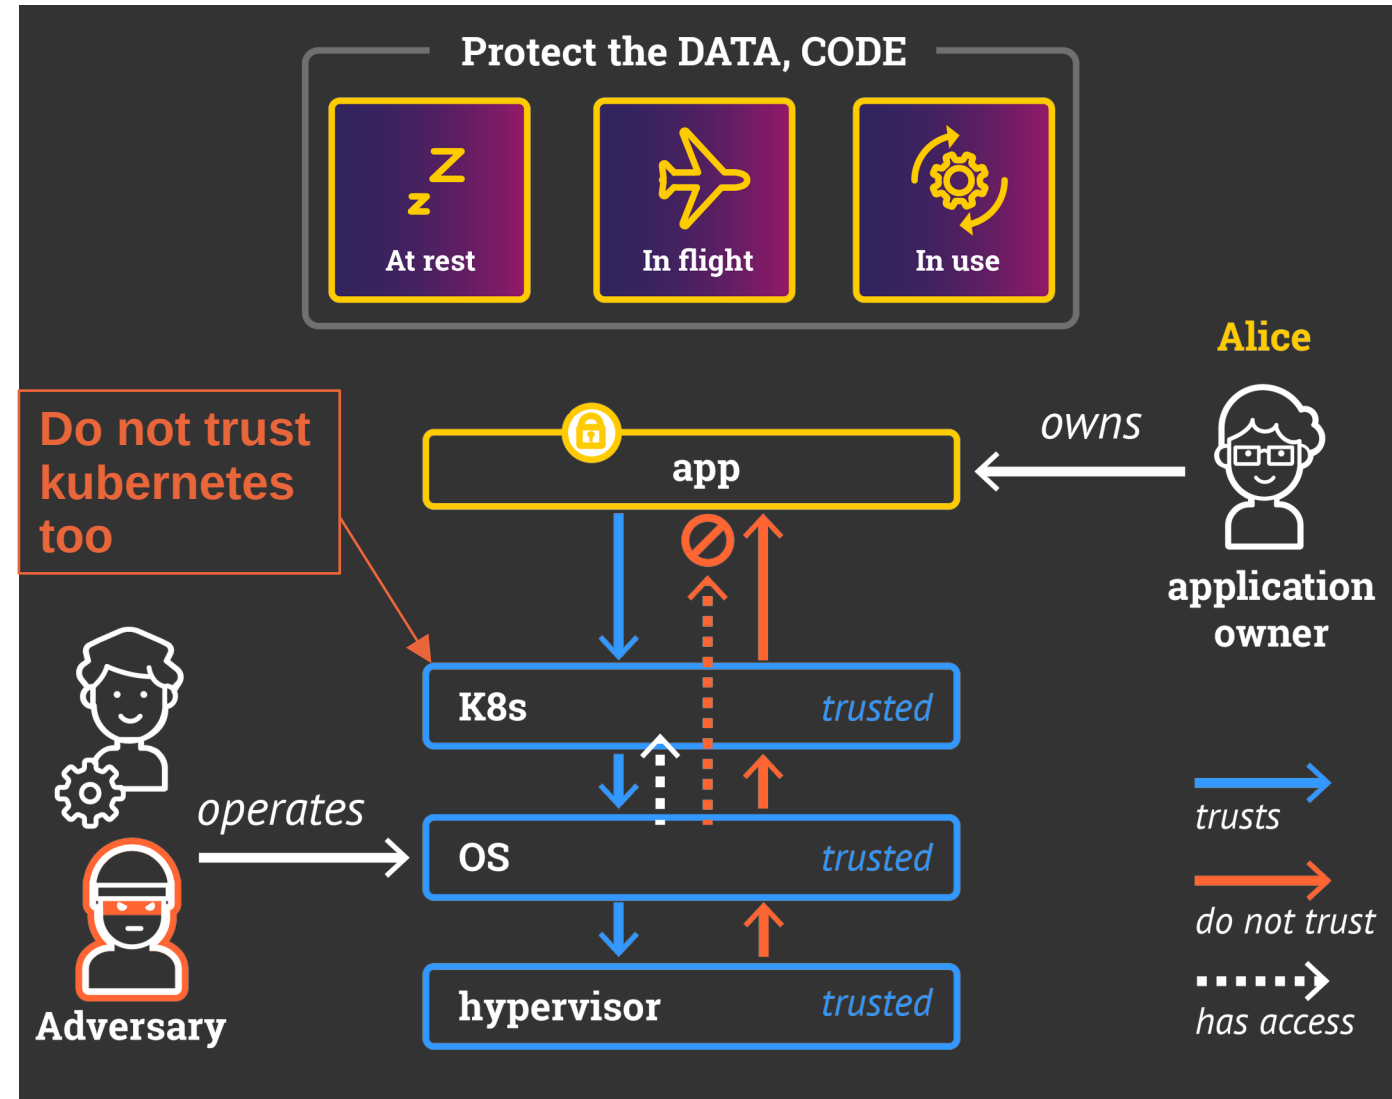 Protect the DATA, CODE
At rest
In flight
In use
Alice
Do not trust
kubernetes
too
app
owns
application
owner
K8s
trusted
operates
OS
trusted
hypervisor
trusted
Adversary
trusts
do not trust
has access